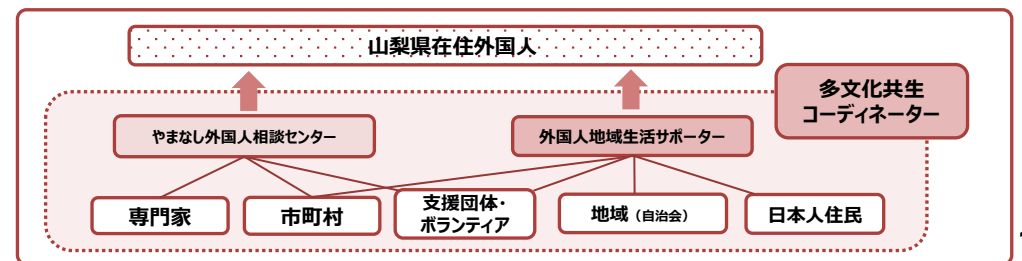 山梨県在住外国人
多文化共生
コーディネーター
やまなし外国人相談センター
外国人地域生活サポーター
専門家
市町村
支援団体・
ボランティア
地域（自治会）
日本人住民